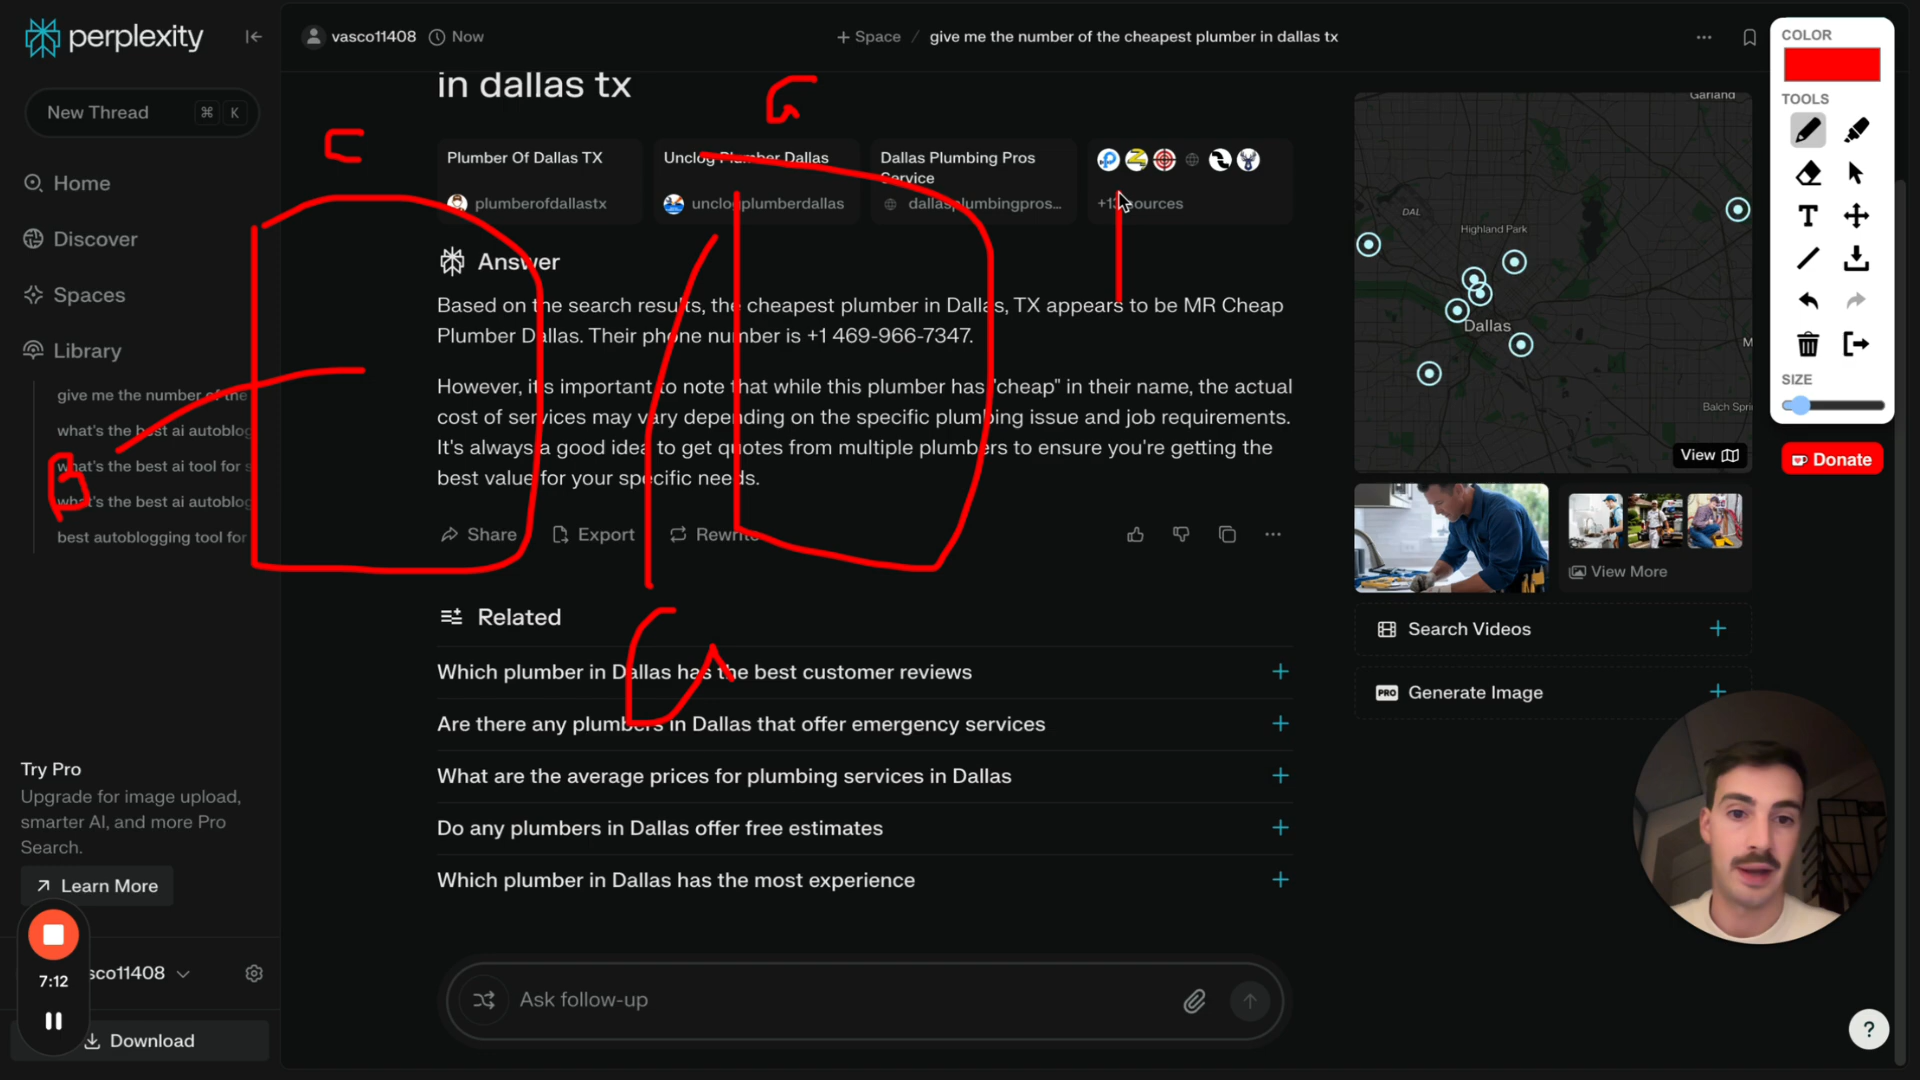 perplexity
New Thread
⌘ K
Home
Discover
Spaces
Library
give me the number of the
what's the best ai autoblog
what's the best ai tool for s
what's the best ai autoblog
best autoblogging tool for
Try Pro
Upgrade for image upload,
smarter AI, and more Pro
Search.
Learn More
7:12
sco11408
Download
vasco11408
Now
+ Space / give me the number of the cheapest plumber in dallas tx
in dallas tx
Plumber Of Dallas TX
plumberofdallastx
Unclog Plumber Dallas
unclogplumberdallas
Dallas Plumbing Pros
Service
dallasplumbingpros...
sources
Answer
Based on the search results, the cheapest plumber in Dallas, TX appears to be MR Cheap
Plumber Dallas. Their phone number is +1 469-966-7347.
However, it's important to note that while this plumber has "cheap" in their name, the actual
cost of services may vary depending on the specific plumbing issue and job requirements.
It's always a good idea to get quotes from multiple plumbers to ensure you're getting the
best value for your specific needs.
Share
Export
Rewrite
Related
Which plumber in Dallas has the best customer reviews
Are there any plumbers in Dallas that offer emergency services
What are the average prices for plumbing services in Dallas
Do any plumbers in Dallas offer free estimates
Which plumber in Dallas has the most experience
Ask follow-up
Garland
DAL
Highland Park
Dallas
M
Balch Spri
View
View More
Search Videos
PRO Generate Image
COLOR
TOOLS
T
SIZE
Donate
?